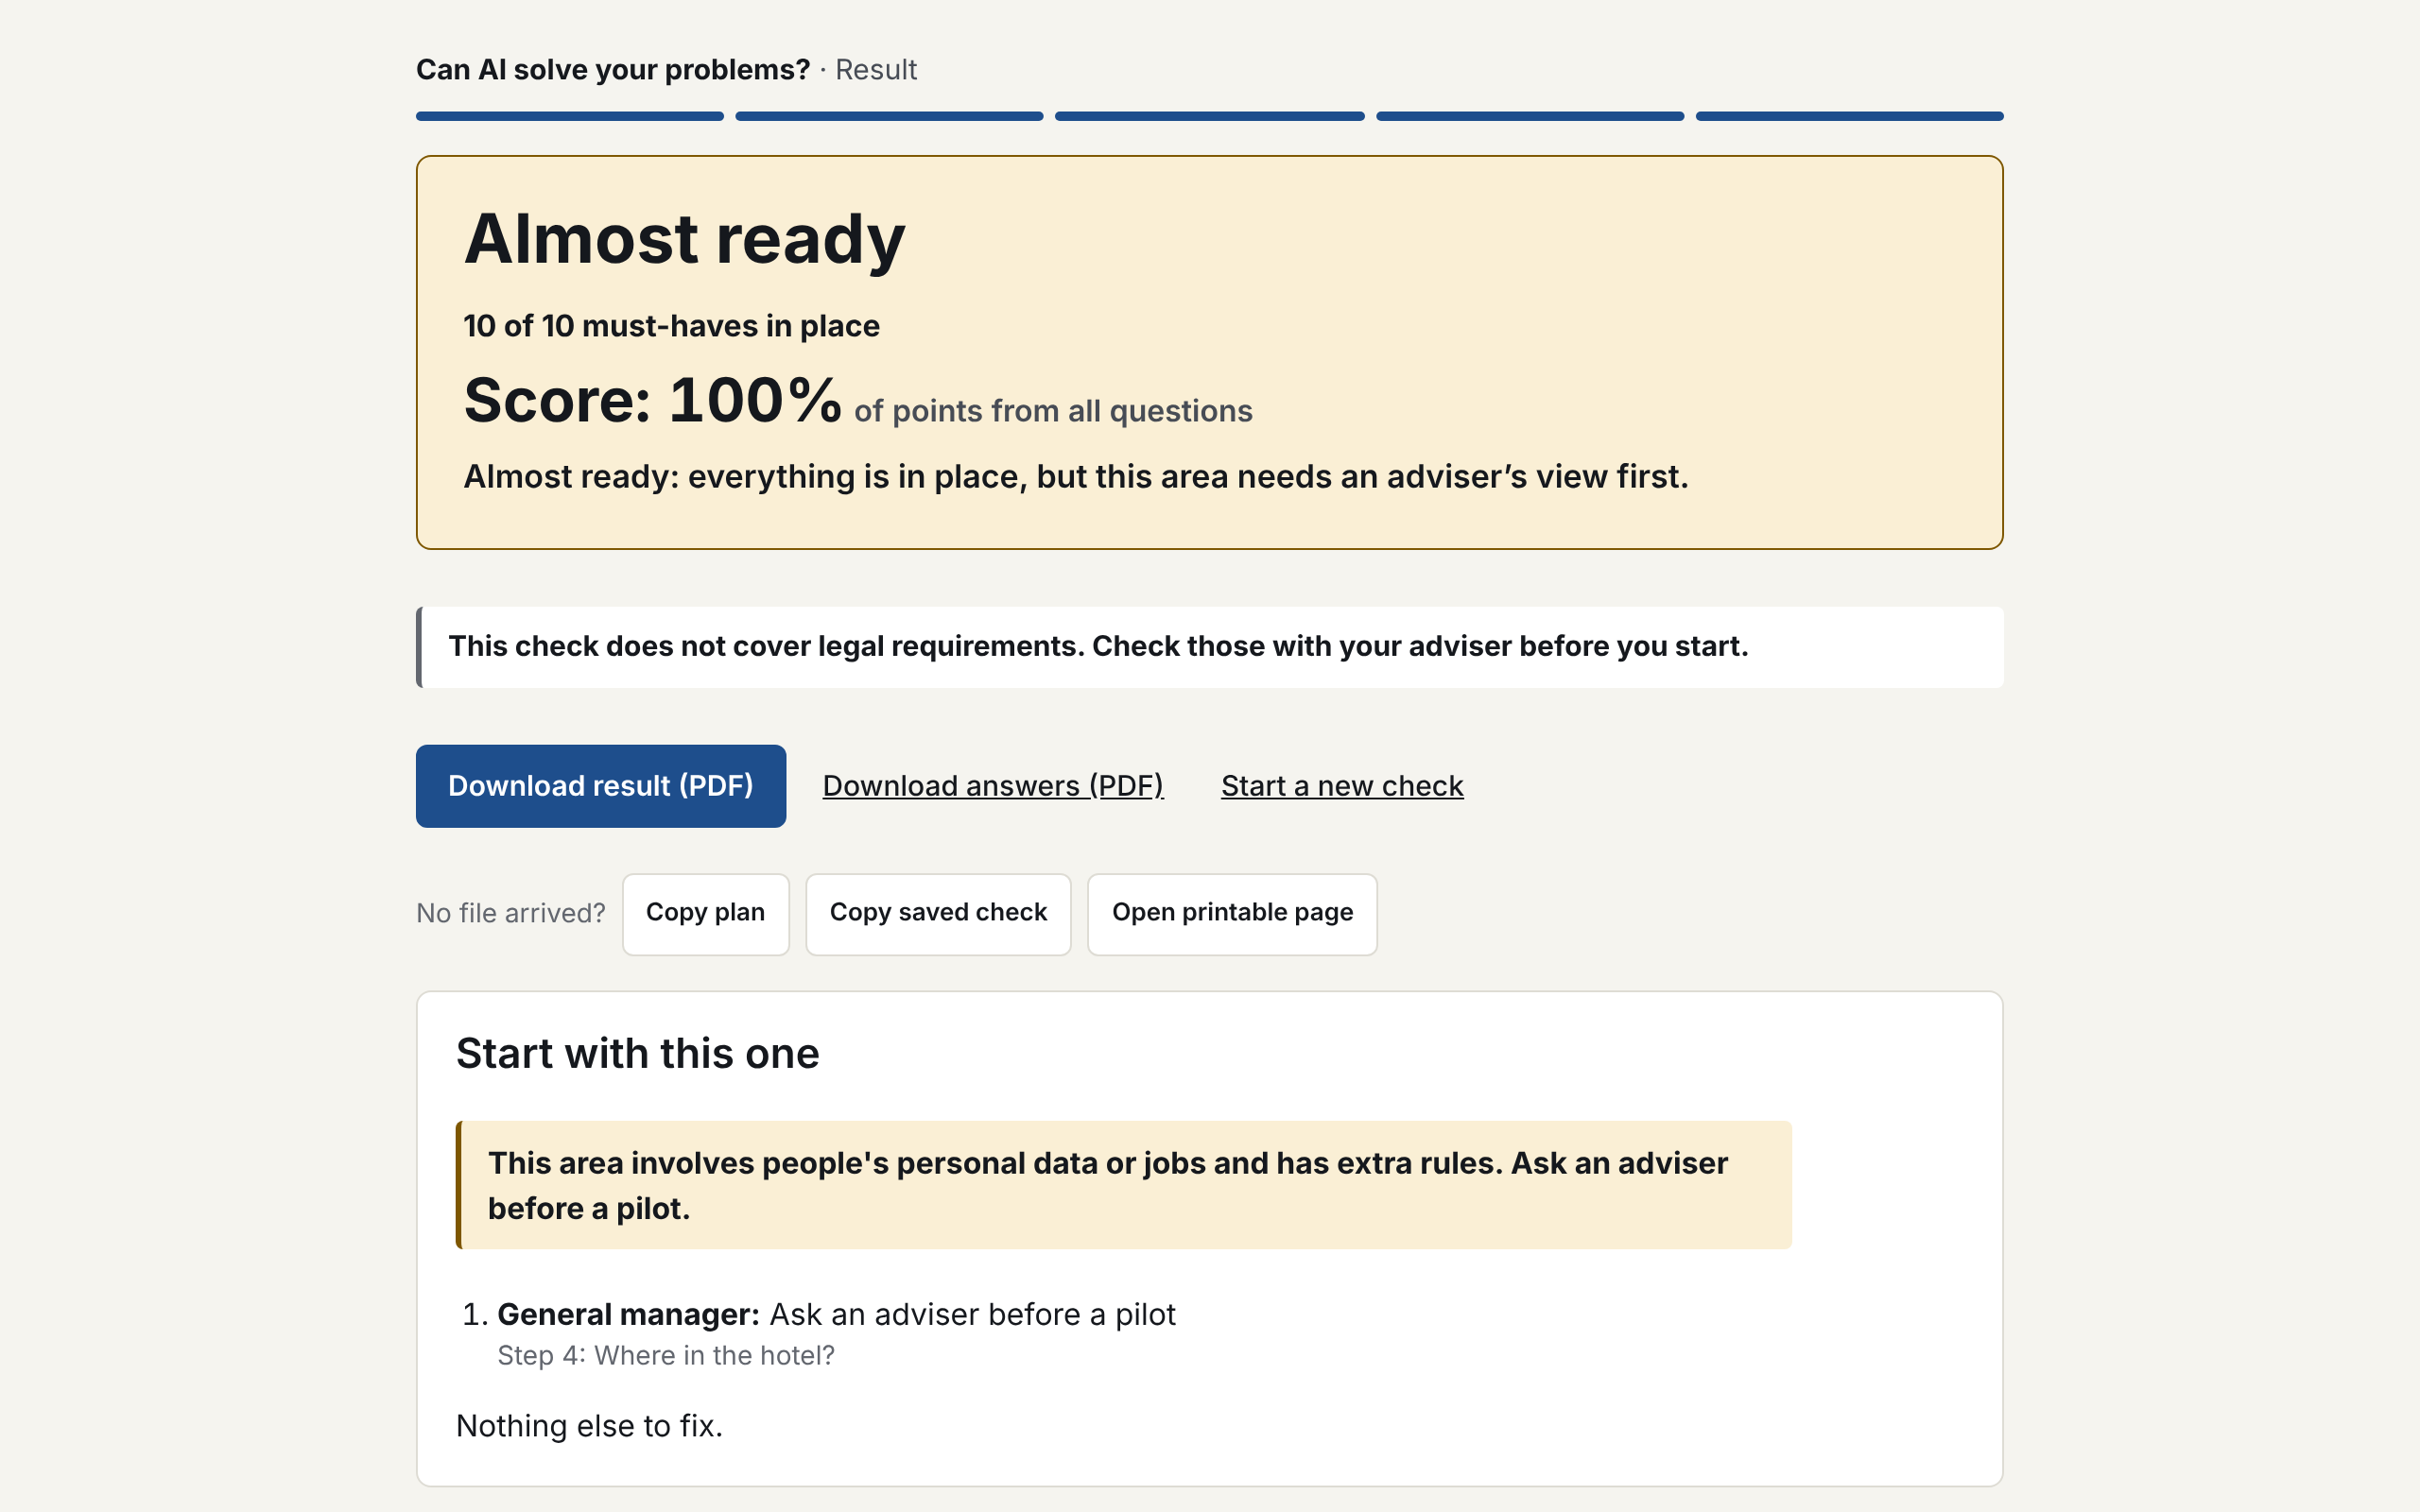 Can AI solve your problems? · Result
Almost ready
10 of 10 must-haves in place
Score: 100% of points from all questions
Almost ready: everything is in place, but this area needs an adviser’s view first.
This check does not cover legal requirements. Check those with your adviser before you start.
Download result (PDF) Download answers (PDF) Start a new check
No file arrived? Copy plan Copy saved check Open printable page
Start with this one
This area involves people's personal data or jobs and has extra rules. Ask an adviser
before a pilot.
1. General manager: Ask an adviser before a pilot
Step 4: Where in the hotel?
Nothing else to fix.